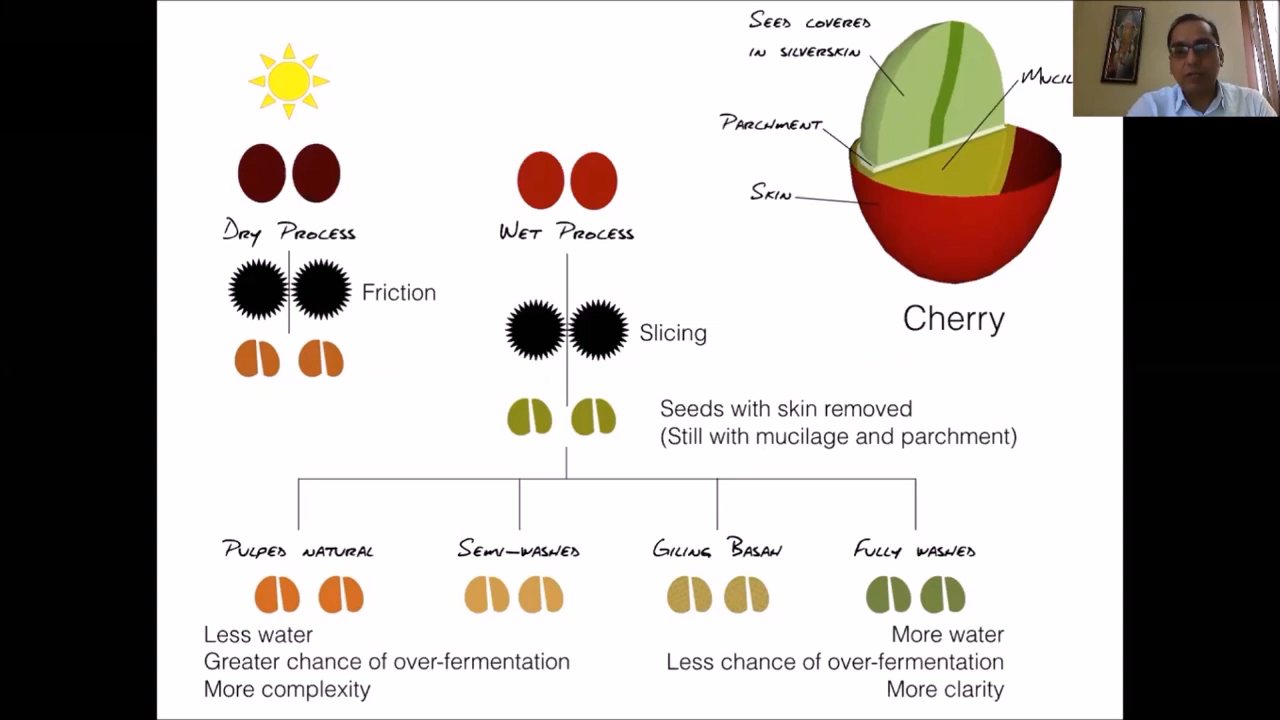 SEED COVERED
IN SILVERSKIN
PARCHMENT
SKIN
Cherry
DRY PROCESS
Friction
WET PROCESS
Slicing
Seeds with skin removed
(Still with mucilage and parchment)
PULPED NATURAL
SEMI-WASHED
GILING BASAH
FULLY WASHED
Less water
Greater chance of over-fermentation
More complexity
More water
Less chance of over-fermentation
More clarity